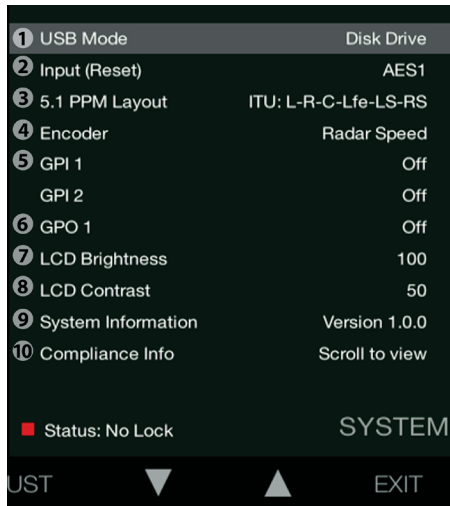 1 USB Mode Disk Drive
2 Input (Reset) AES1
3 5.1 PPM Layout ITU: L-R-C-Lfe-LS-RS
4 Encoder Radar Speed
5 GPI 1 Off
GPI 2 Off
6 GPO 1 Off
7 LCD Brightness 100
8 LCD Contrast 50
9 System Information Version 1.0.0
10 Compliance Info Scroll to view
Status: No Lock SYSTEM
UST ▼ ▲ EXIT